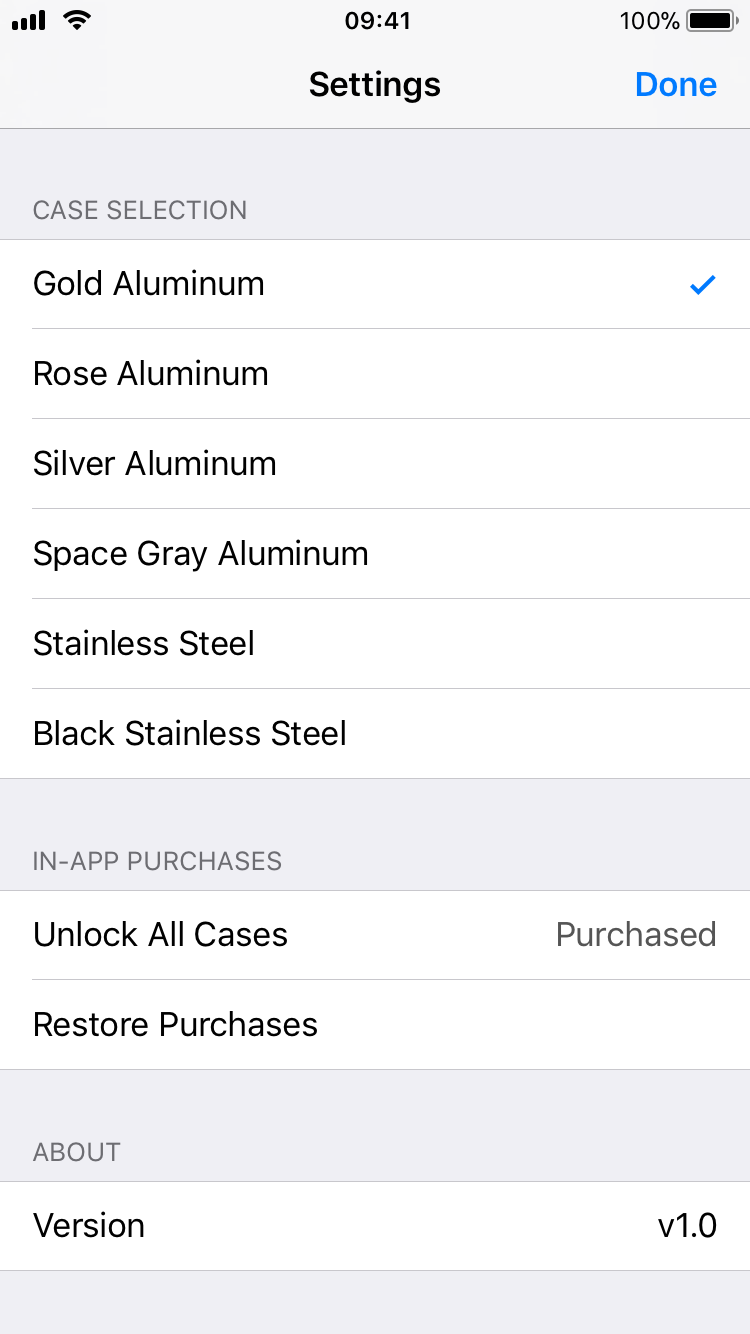 09:41 100%
Settings Done
CASE SELECTION
Gold Aluminum
Rose Aluminum
Silver Aluminum
Space Gray Aluminum
Stainless Steel
Black Stainless Steel
IN-APP PURCHASES
Unlock All Cases Purchased
Restore Purchases
ABOUT
Version v1.0